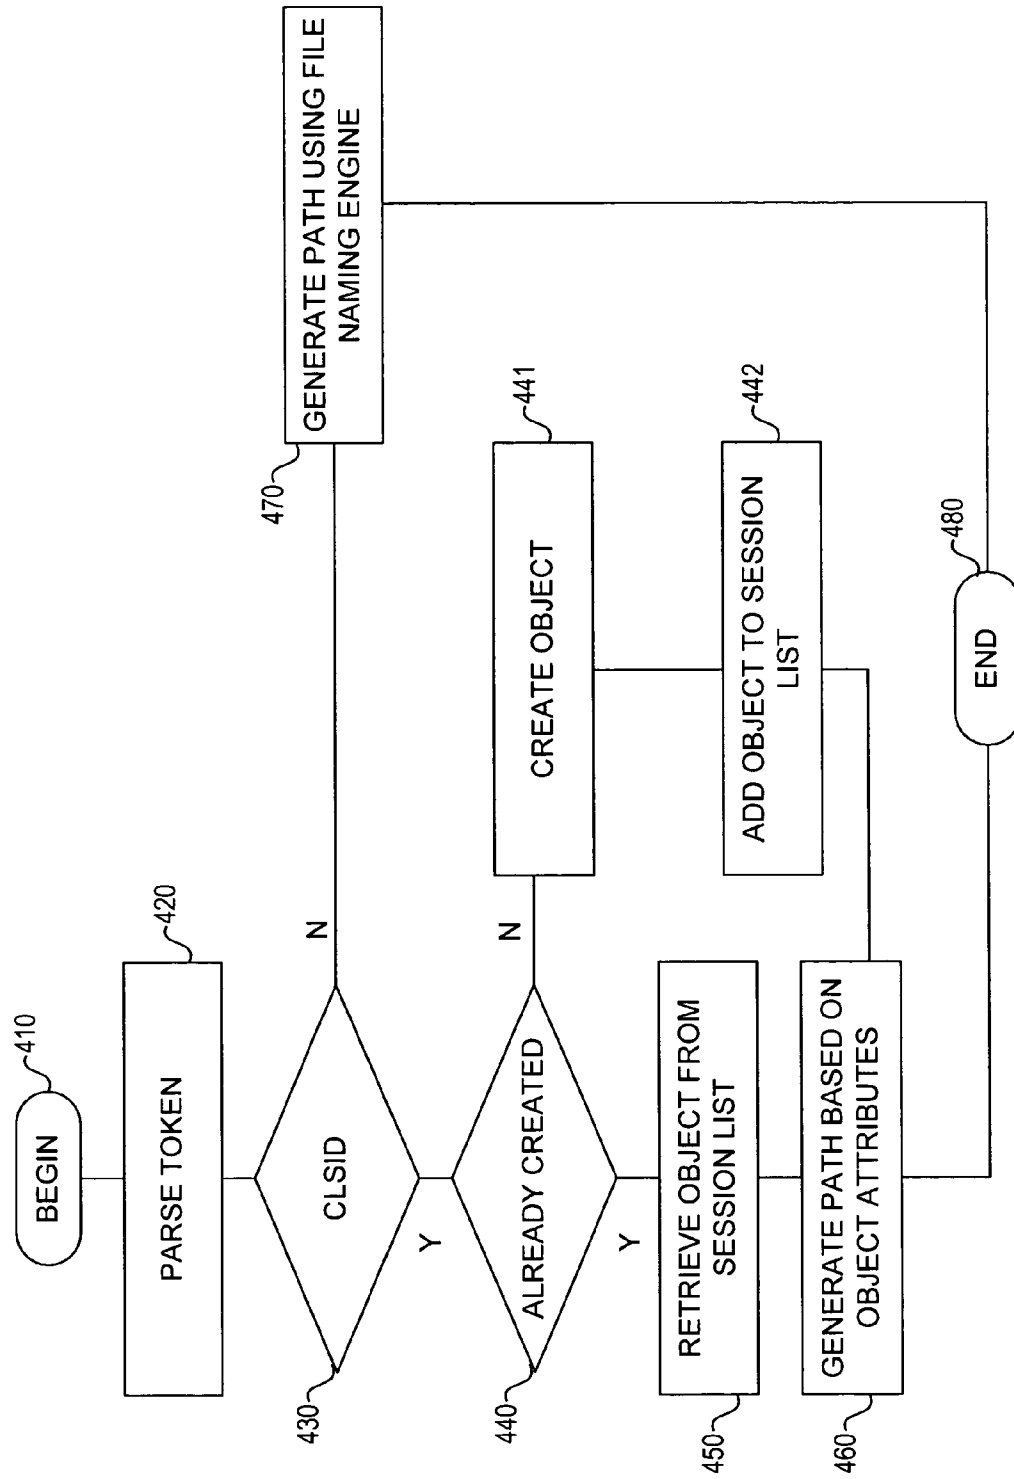 BEGIN
410
PARSE TOKEN
420
CLSID
430
N
Y
GENERATE PATH USING FILE
NAMING ENGINE
470
ALREADY CREATED
440
N
Y
CREATE OBJECT
441
ADD OBJECT TO SESSION
LIST
442
RETRIEVE OBJECT FROM
SESSION LIST
450
GENERATE PATH BASED ON
OBJECT ATTRIBUTES
460
END
480